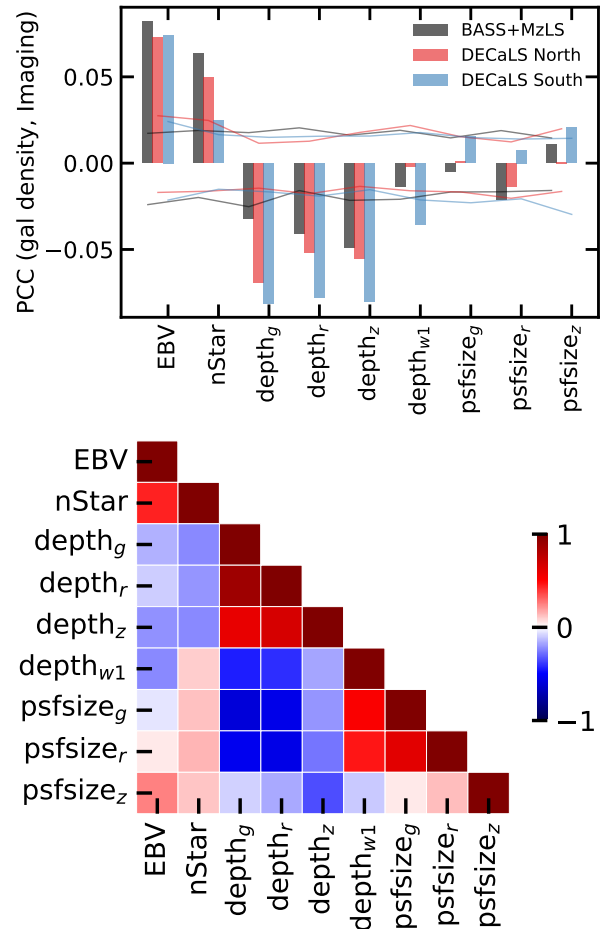 PCC (gal density, Imaging)
BASS+MzLS
DECaLS North
DECaLS South
0.05
0.00
−0.05
EBV
nStar
depth_g
depth_r
depth_z
depth_w1
psfsize_g
psfsize_r
psfsize_z
EBV
nStar
depth_g
depth_r
depth_z
depth_w1
psfsize_g
psfsize_r
psfsize_z
1
0
−1
EBV
nStar
depth_g
depth_r
depth_z
depth_w1
psfsize_g
psfsize_r
psfsize_z